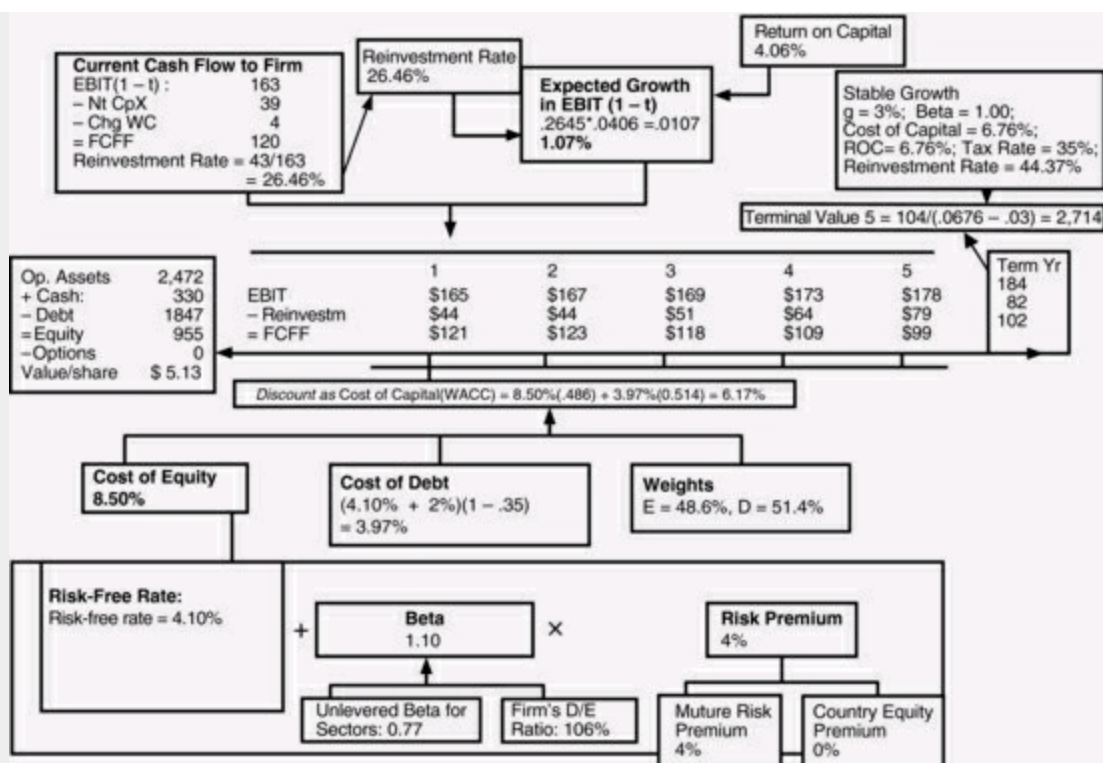 Current Cash Flow to Firm
EBIT(1 – t) : 163
– Nt CpX 39
– Chg WC 4
= FCFF 120
Reinvestment Rate = 43/163
= 26.46%
Reinvestment Rate
26.46%
Expected Growth
in EBIT (1 – t)
.2645*.0406 =.0107
1.07%
Return on Capital
4.06%
Stable Growth
g = 3%; Beta = 1.00;
Cost of Capital = 6.76%;
ROC= 6.76%; Tax Rate = 35%;
Reinvestment Rate = 44.37%
Terminal Value 5 = 104/(.0676 – .03) = 2,714
Op. Assets 2,472
+ Cash: 330
– Debt 1847
=Equity 955
–Options 0
Value/share $ 5.13
1 2 3 4 5
EBIT $165 $167 $169 $173 $178
– Reinvestm $44 $44 $51 $64 $79
= FCFF $121 $123 $118 $109 $99
Term Yr
184
82
102
Discount as Cost of Capital(WACC) = 8.50%(.486) + 3.97%(0.514) = 6.17%
Cost of Equity
8.50%
Cost of Debt
(4.10% + 2%)(1 – .35)
= 3.97%
Weights
E = 48.6%, D = 51.4%
Risk-Free Rate:
Risk-free rate = 4.10%
+
Beta
1.10
×
Risk Premium
4%
Unlevered Beta for
Sectors: 0.77
Firm's D/E
Ratio: 106%
Muture Risk
Premium
4%
Country Equity
Premium
0%